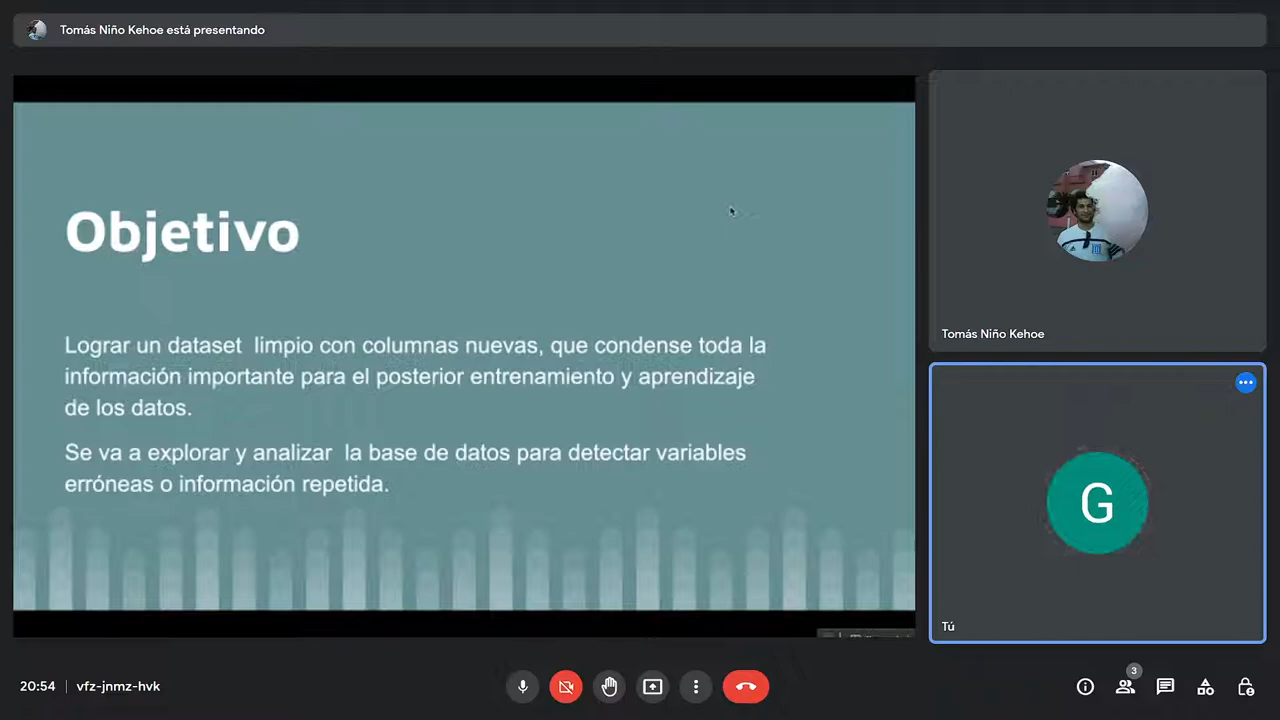 Tomás Niño Kehoe está presentando
Objetivo
Lograr un dataset limpio con columnas nuevas, que condense toda la
información importante para el posterior entrenamiento y aprendizaje
de los datos.
Se va a explorar y analizar la base de datos para detectar variables
erróneas o información repetida.
Tomás Niño Kehoe
G
Tú
20:54 | vfz-jnmz-hvk
3